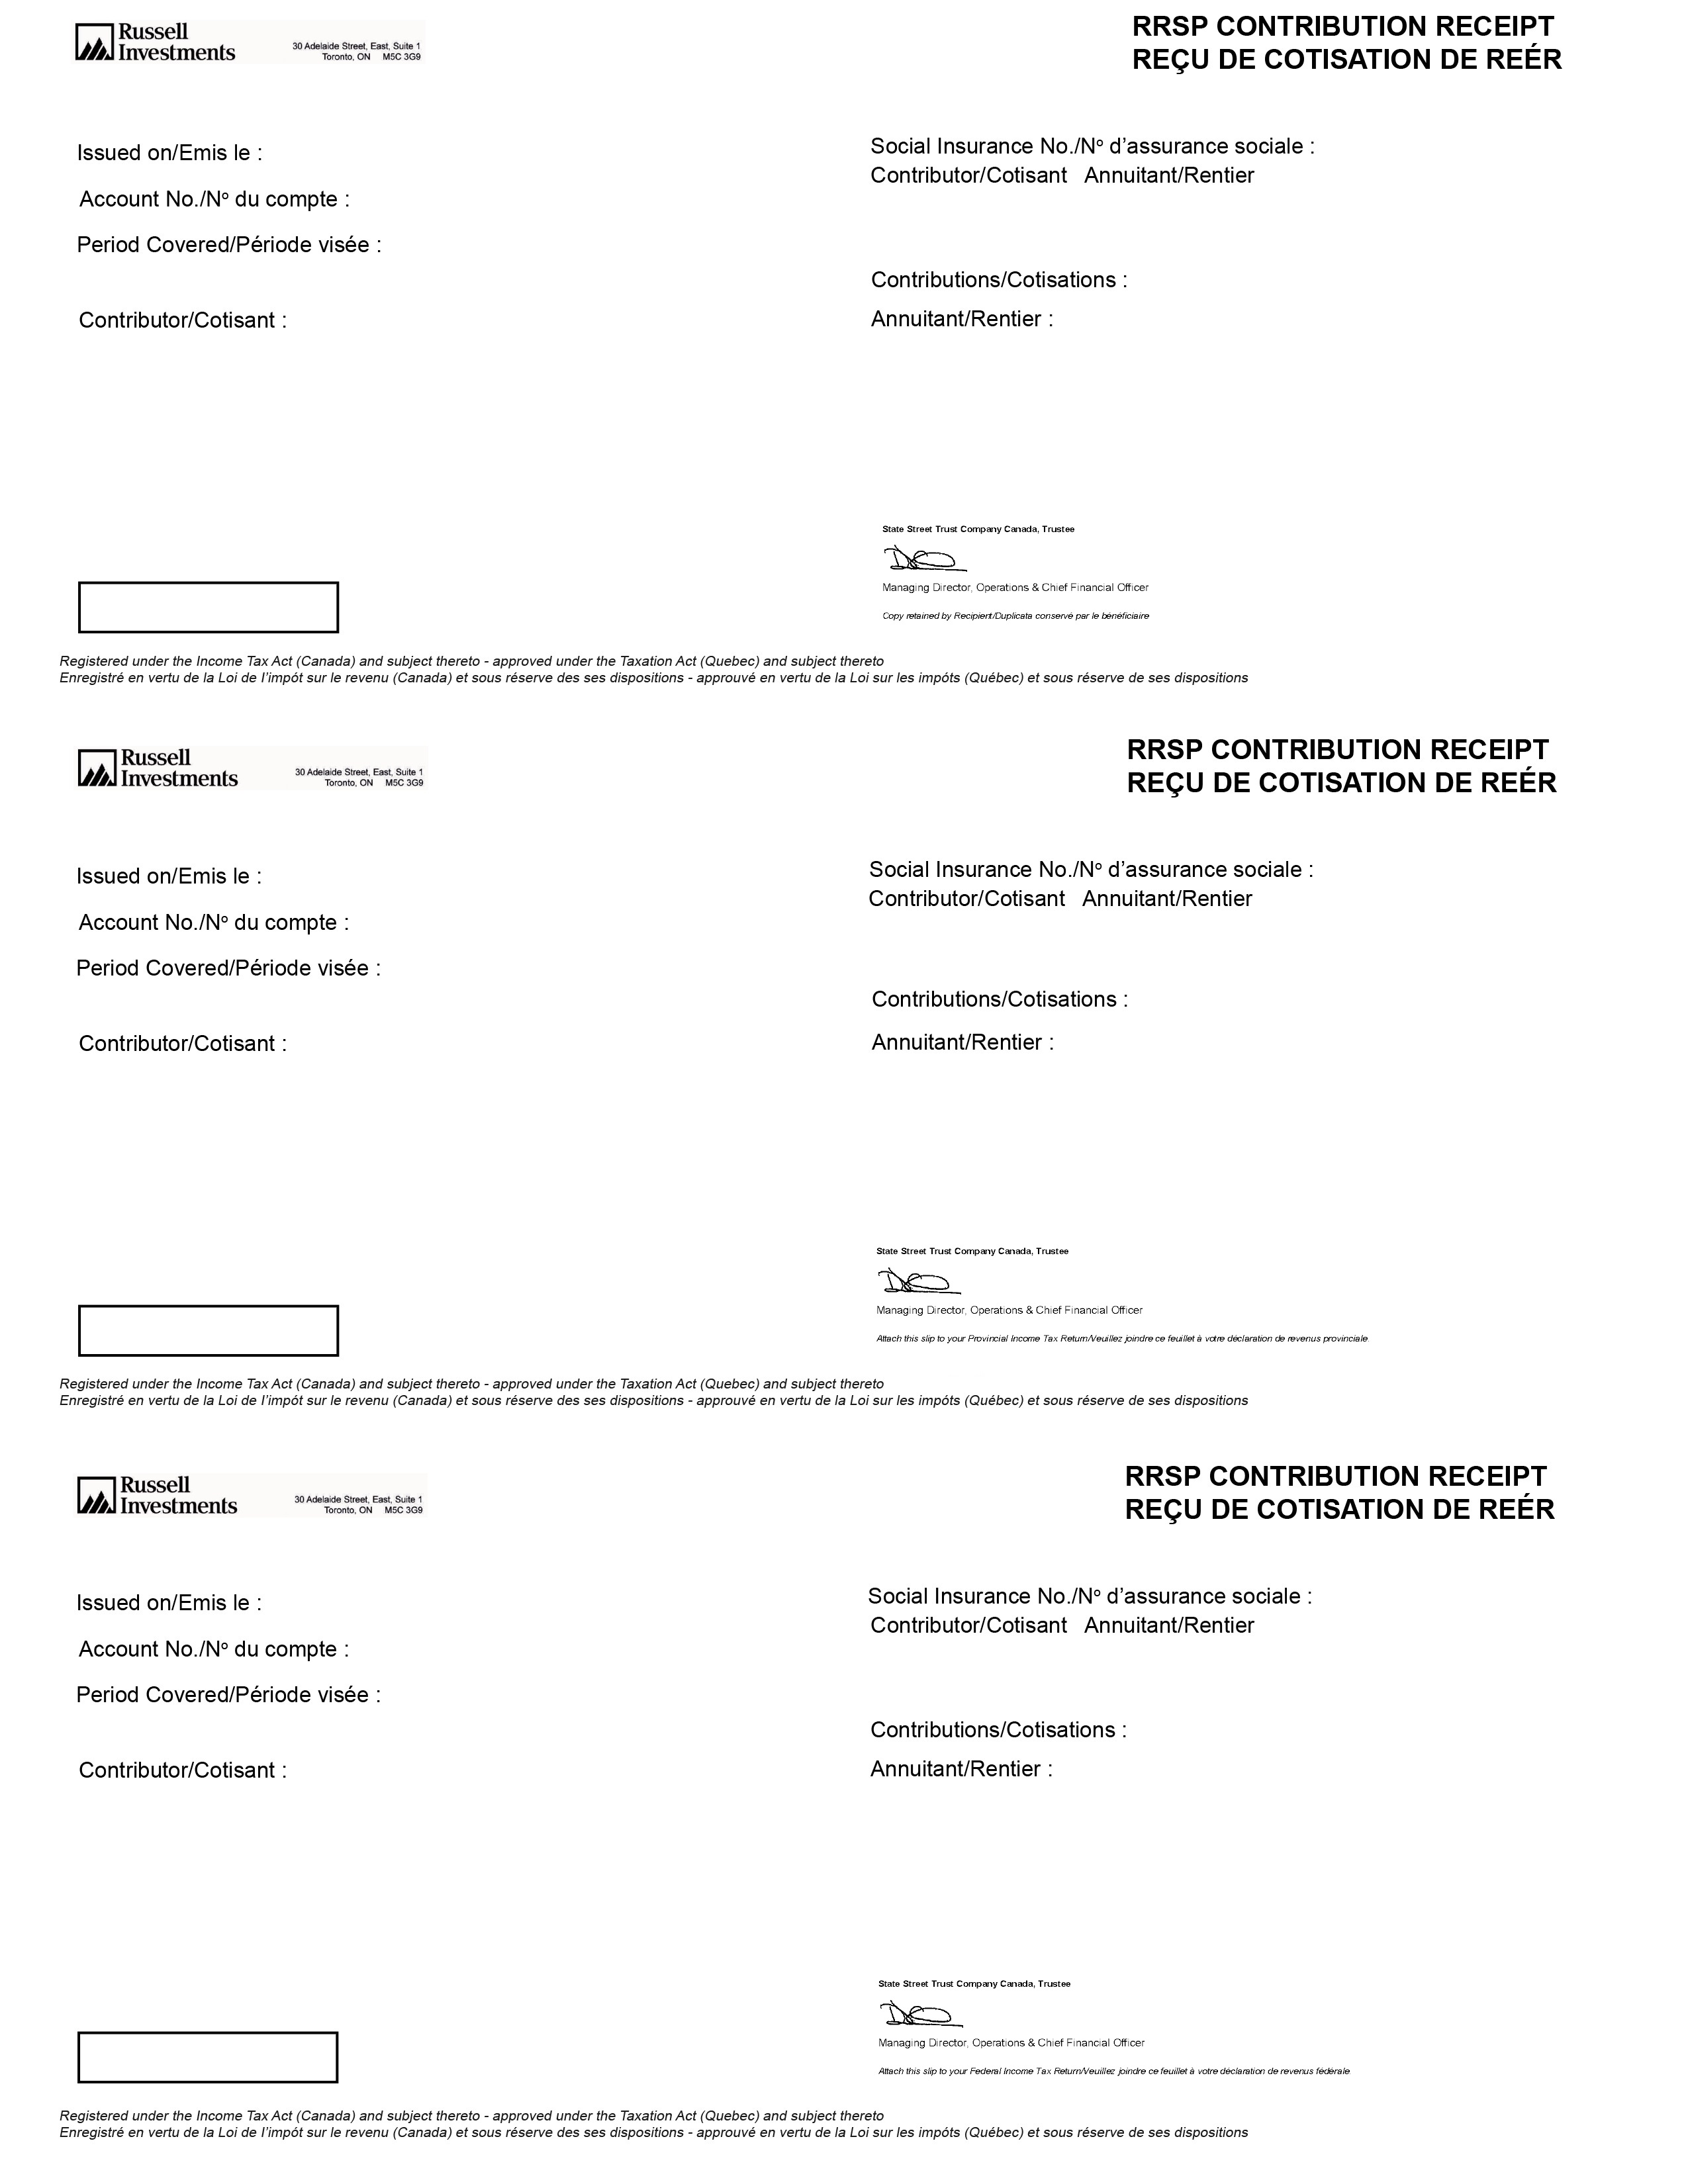 Russell
Investments
30 Adelaide Street, East, Suite 1
Toronto, ON M5C 3G9
RRSP CONTRIBUTION RECEIPT
REÇU DE COTISATION DE REÉR
Issued on/Emis le :
Social Insurance No./Nº d’assurance sociale :
Contributor/Cotisant Annuitant/Rentier
Account No./Nº du compte :
Period Covered/Période visée :
Contributions/Cotisations :
Contributor/Cotisant :
Annuitant/Rentier :
State Street Trust Company Canada, Trustee
Managing Director, Operations & Chief Financial Officer
Copy retained by Recipient/Duplicata conservé par le bénéficiaire
Registered under the Income Tax Act (Canada) and subject thereto - approved under the Taxation Act (Quebec) and subject thereto
Enregistré en vertu de la Loi de l’impót sur le revenu (Canada) et sous réserve des ses dispositions - approuvé en vertu de la Loi sur les impóts (Québec) et sous réserve de ses dispositions
Russell
Investments
30 Adelaide Street, East, Suite 1
Toronto, ON M5C 3G9
RRSP CONTRIBUTION RECEIPT
REÇU DE COTISATION DE REÉR
Issued on/Emis le :
Social Insurance No./Nº d’assurance sociale :
Contributor/Cotisant Annuitant/Rentier
Account No./Nº du compte :
Period Covered/Période visée :
Contributions/Cotisations :
Contributor/Cotisant :
Annuitant/Rentier :
State Street Trust Company Canada, Trustee
Managing Director, Operations & Chief Financial Officer
Attach this slip to your Provincial Income Tax Return/Veuillez joindre ce feuillet à votre déclaration de revenus provinciale.
Registered under the Income Tax Act (Canada) and subject thereto - approved under the Taxation Act (Quebec) and subject thereto
Enregistré en vertu de la Loi de l’impót sur le revenu (Canada) et sous réserve des ses dispositions - approuvé en vertu de la Loi sur les impóts (Québec) et sous réserve de ses dispositions
Russell
Investments
30 Adelaide Street, East, Suite 1
Toronto, ON M5C 3G9
RRSP CONTRIBUTION RECEIPT
REÇU DE COTISATION DE REÉR
Issued on/Emis le :
Social Insurance No./Nº d’assurance sociale :
Contributor/Cotisant Annuitant/Rentier
Account No./Nº du compte :
Period Covered/Période visée :
Contributions/Cotisations :
Contributor/Cotisant :
Annuitant/Rentier :
State Street Trust Company Canada, Trustee
Managing Director, Operations & Chief Financial Officer
Attach this slip to your Federal Income Tax Return/Veuillez joindre ce feuillet à votre déclaration de revenus fédérale
Registered under the Income Tax Act (Canada) and subject thereto - approved under the Taxation Act (Quebec) and subject thereto
Enregistré en vertu de la Loi de l’impót sur le revenu (Canada) et sous réserve des ses dispositions - approuvé en vertu de la Loi sur les impóts (Québec) et sous réserve de ses dispositions